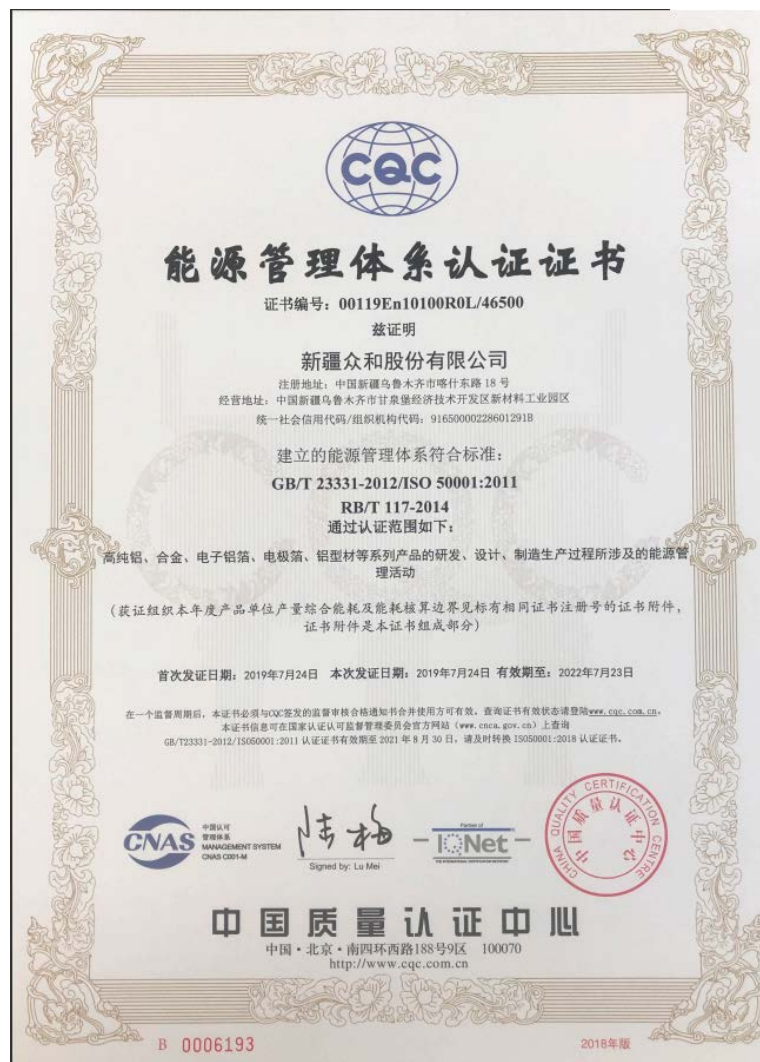 CQC
能源管理体系认证证书
证书编号：00119En10100R0L/46500
兹证明
新疆众和股份有限公司
注册地址：中国新疆乌鲁木齐市喀什东路 18 号
经营地址：中国新疆乌鲁木齐市甘泉堡经济技术开发区新材料工业园区
统一社会信用代码/组织机构代码：91650000228601291B
建立的能源管理体系符合标准：
GB/T 23331-2012/ISO 50001:2011
RB/T 117-2014
通过认证范围如下：
高纯铝、合金、电子铝箔、电极箔、铝型材等系列产品的研发、设计、制造生产过程所涉及的能源管
理活动
（获证组织本年度产品单位产量综合能耗及能耗核算边界见标有相同证书注册号的证书附件，
证书附件是本证书组成部分）
首次发证日期：2019年7月24日 本次发证日期：2019年7月24日 有效期至：2022年7月23日
在一个监督周期后，本证书必须与CQC签发的监督审核合格通知书合并使用方可有效。查询证书有效状态请登陆www.cqc.com.cn。
本证书信息可在国家认证认可监督管理委员会官方网站（www.cnca.gov.cn）上查询
GB/T23331-2012/ISO50001:2011 认证证书有效期至 2021 年 8 月 30 日，请及时转换 ISO50001:2018 认证证书。
CNAS
中国认可
管理体系
MANAGEMENT SYSTEM
CNAS C001-M
陆梅
Signed by: Lu Mei
Partner of
IQNet
THE INTERNATIONAL CERTIFICATION NETWORK
CHINA QUALITY CERTIFICATION CENTRE
中国质量认证中心
中国质量认证中心
中国·北京·南四环西路188号9区 100070
http://www.cqc.com.cn
B 0006193
2018年版